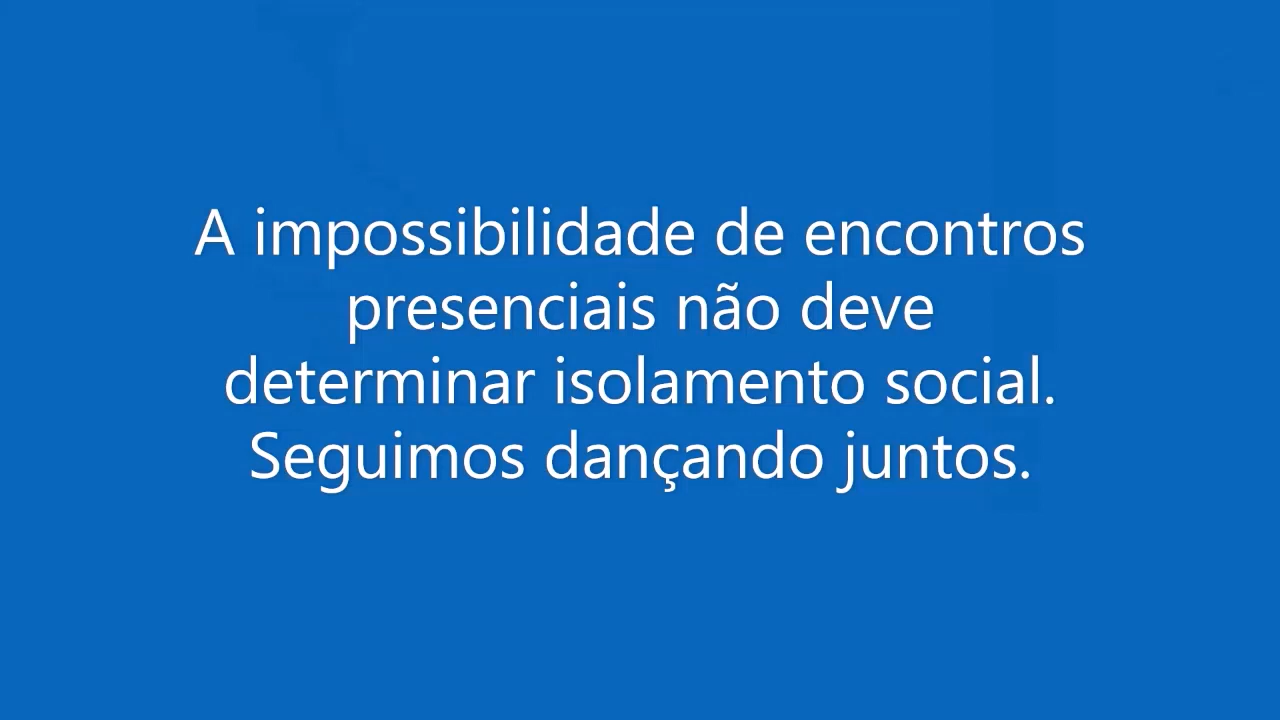 A impossibilidade de encontros
presenciais não deve
determinar isolamento social.
Seguimos dançando juntos.